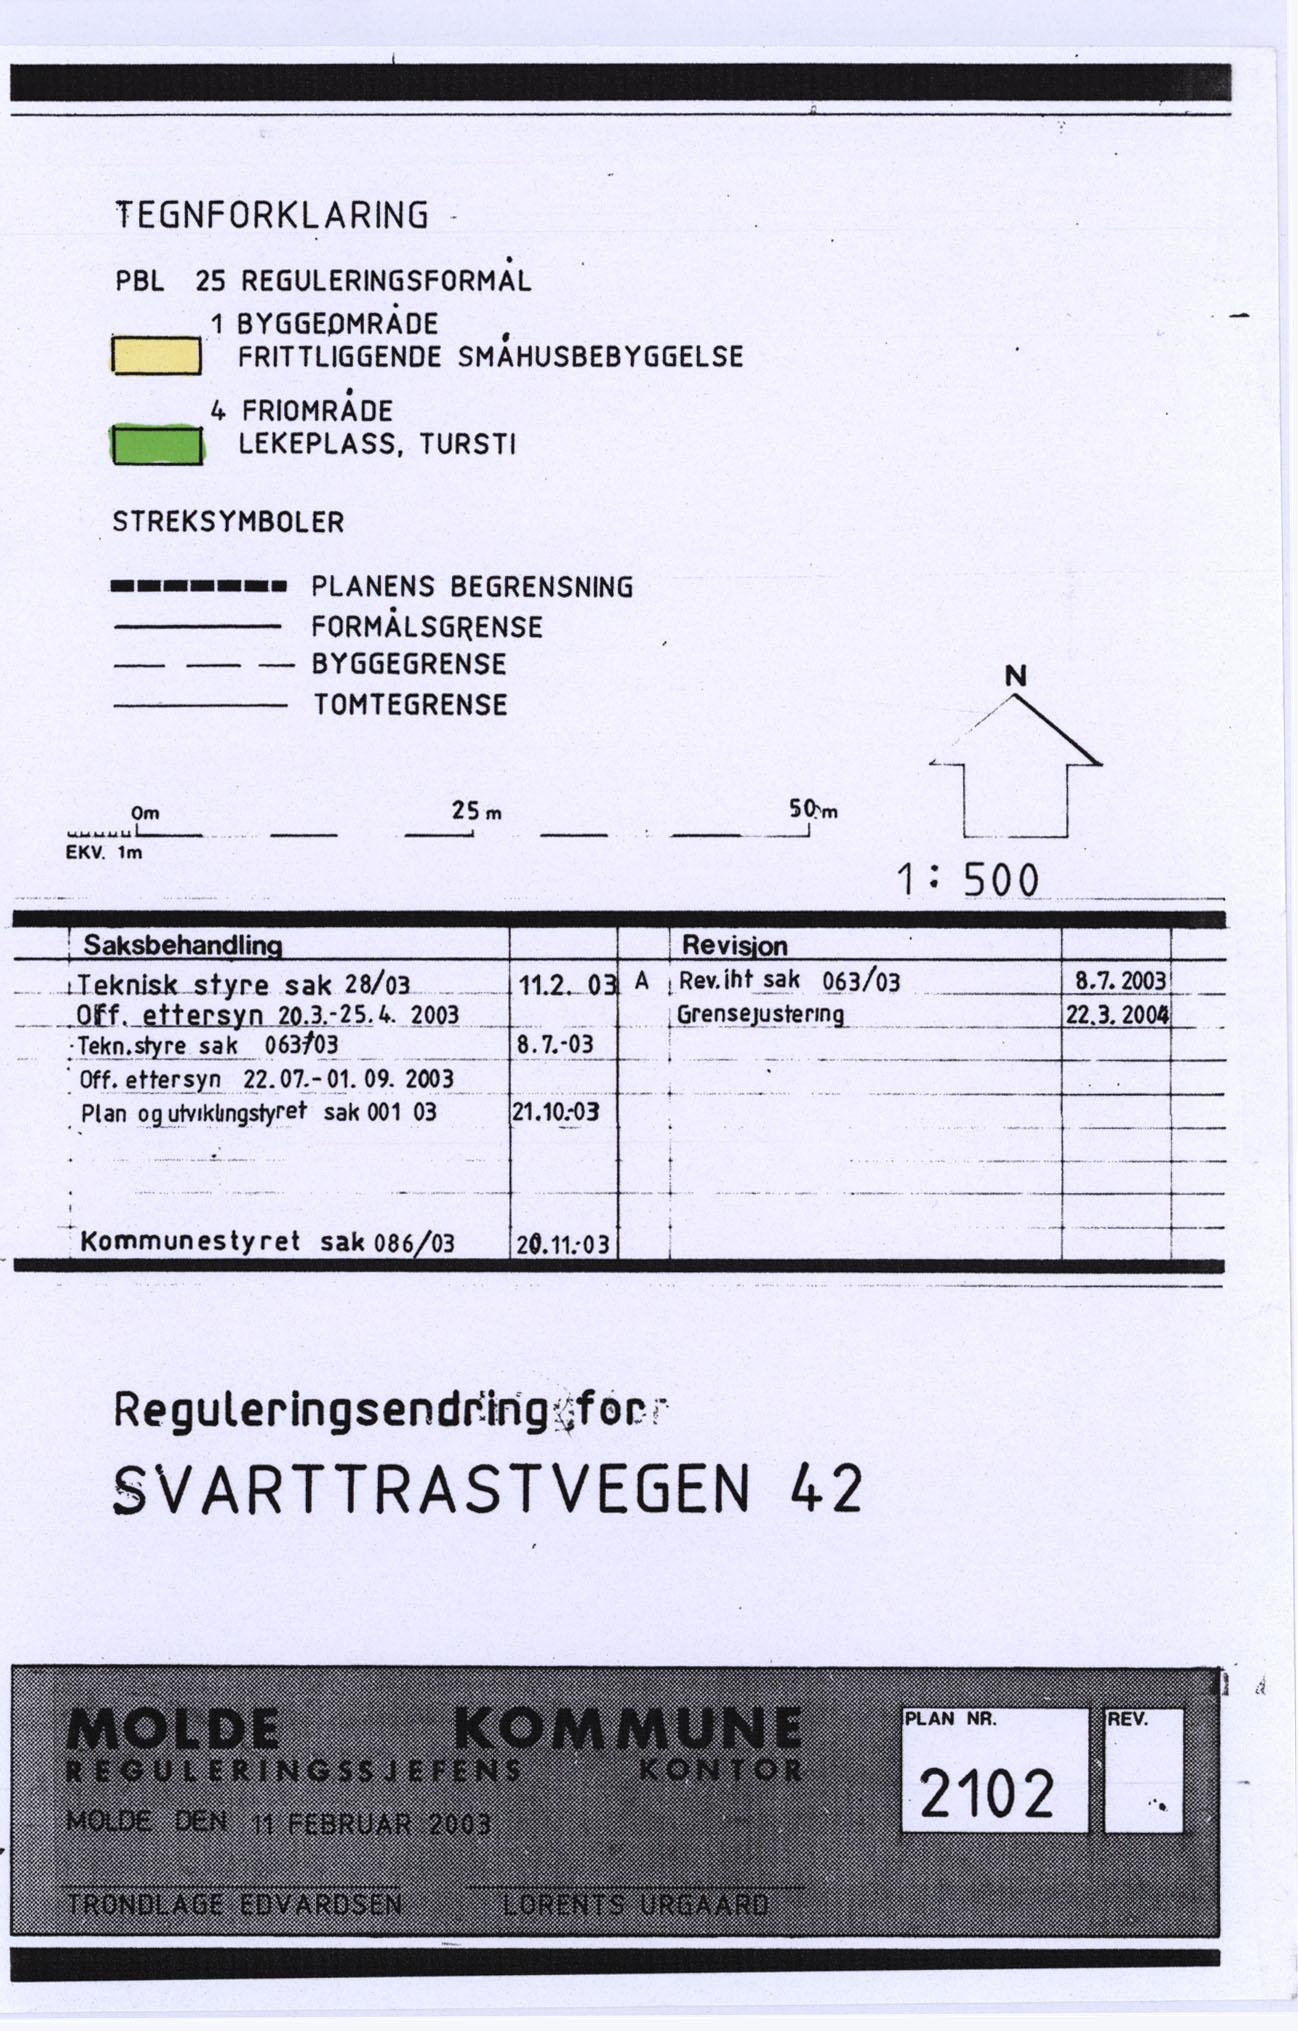 TEGNFORKLARING
PBL 25 REGULERINGSFORMÅL
1 BYGGEOMRÅDE
FRITTLIGGENDE SMÅHUSBEBYGGELSE
4 FRIOMRÅDE
LEKEPLASS, TURSTI
STREKSYMBOLER
PLANENS BEGRENSNING
FORMÅLSGRENSE
BYGGEGRENSE
TOMTEGRENSE
N
0m 25 m 50 m
EKV. 1m
1: 500
Saksbehandling Revisjon
Teknisk styre sak 28/03 11.2. 03 A Rev. iht sak 063/03 8.7. 2003
Off. ettersyn 20.3.-25.4. 2003 Grensejustering 22.3. 2004
Tekn.styre sak 063/03 8.7.-03
Off. ettersyn 22.07.-01.09. 2003
Plan og utviklingstyret sak 001 03 21.10.-03
Kommunestyret sak 086/03 20.11.-03
Reguleringsendring for
SVARTTRASTVEGEN 42
MOLDE KOMMUNE PLAN NR. REV.
REGULERINGSSJEFENS KONTOR
2102
MOLDE DEN 11 FEBRUAR 2003
TRONDLAGE EDVARDSEN LORENTS URGAARD